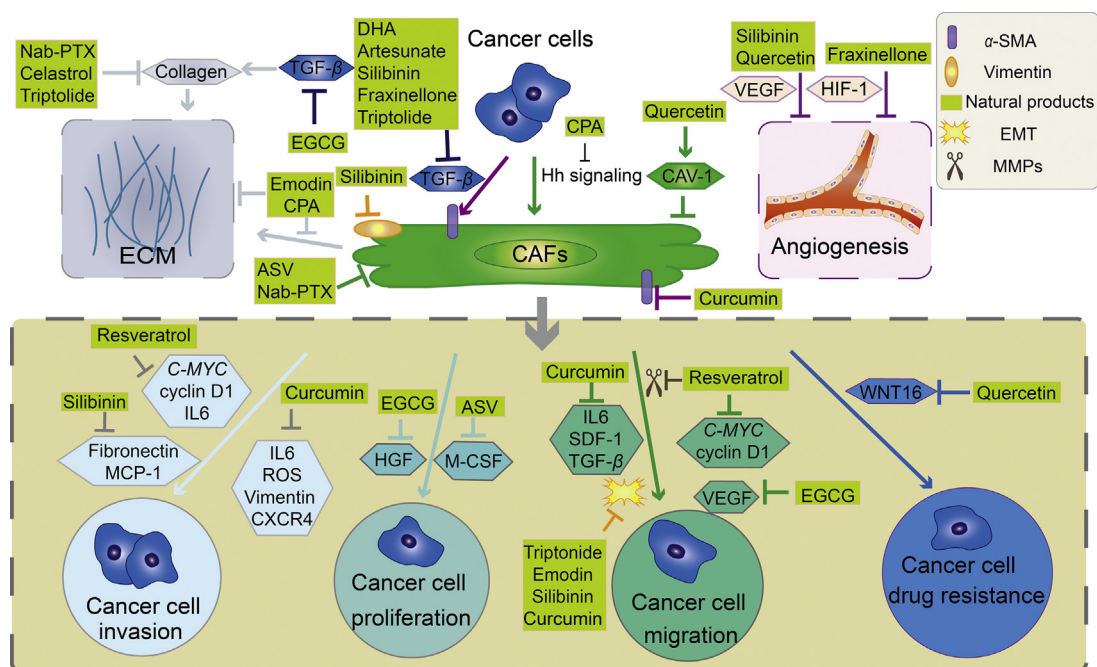 Nab-PTX
Celastrol
Triptolide
Collagen
TGF-β
DHA
Artesunate
Silibinin
Fraxinellone
Triptolide
EGCG
Cancer cells
CPA
Hh signaling
Quercetin
CAV-1
Silibinin
Quercetin
Fraxinellone
VEGF
HIF-1
Angiogenesis
α-SMA
Vimentin
Natural products
EMT
MMPs
ECM
Emodin
CPA
Silibinin
TGF-β
CAFs
ASV
Nab-PTX
Curcumin
Resveratrol
C-MYC
cyclin D1
IL6
Silibinin
Fibronectin
MCP-1
Curcumin
IL6
ROS
Vimentin
CXCR4
Cancer cell
invasion
EGCG
HGF
ASV
M-CSF
Cancer cell
proliferation
Curcumin
IL6
SDF-1
TGF-β
Resveratrol
C-MYC
cyclin D1
VEGF
EGCG
Triptonide
Emodin
Silibinin
Curcumin
Cancer cell
migration
WNT16
Quercetin
Cancer cell
drug resistance